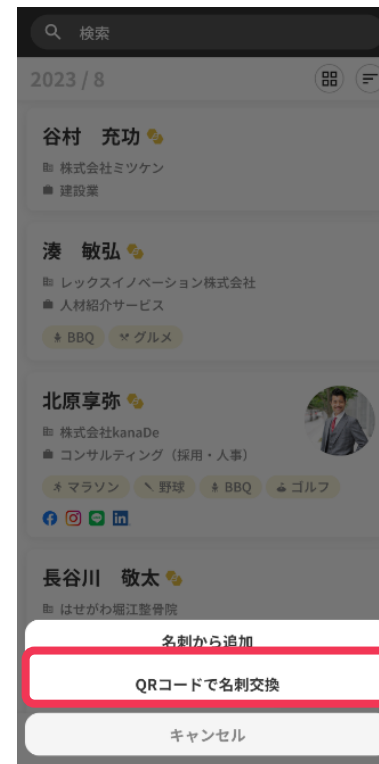 検索
2023 / 8
谷村　充功
株式会社ミツケン
建設業
湊　敏弘
レックスイノベーション株式会社
人材紹介サービス
BBQ グルメ
北原享弥
株式会社kanaDe
コンサルティング（採用・人事）
マラソン 野球 BBQ ゴルフ
長谷川　敬太
はせがわ堀江整骨院
名刺から追加
QRコードで名刺交換
キャンセル